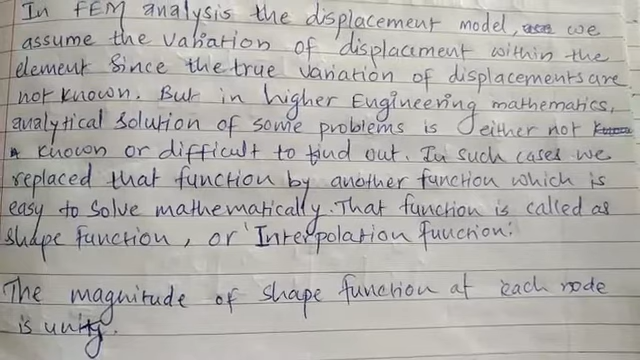 In FEM analysis the displacement model, we
assume the variation of displacement within the
element since the true variation of displacements are
not known. But in higher Engineering mathematics,
analytical solution of some problems is either not
known or difficult to find out. In such cases we
replaced that function by another function which is
easy to solve mathematically. That function is called as
shape function, or Interpolation function.
The magnitude of shape function at each node
is unity.